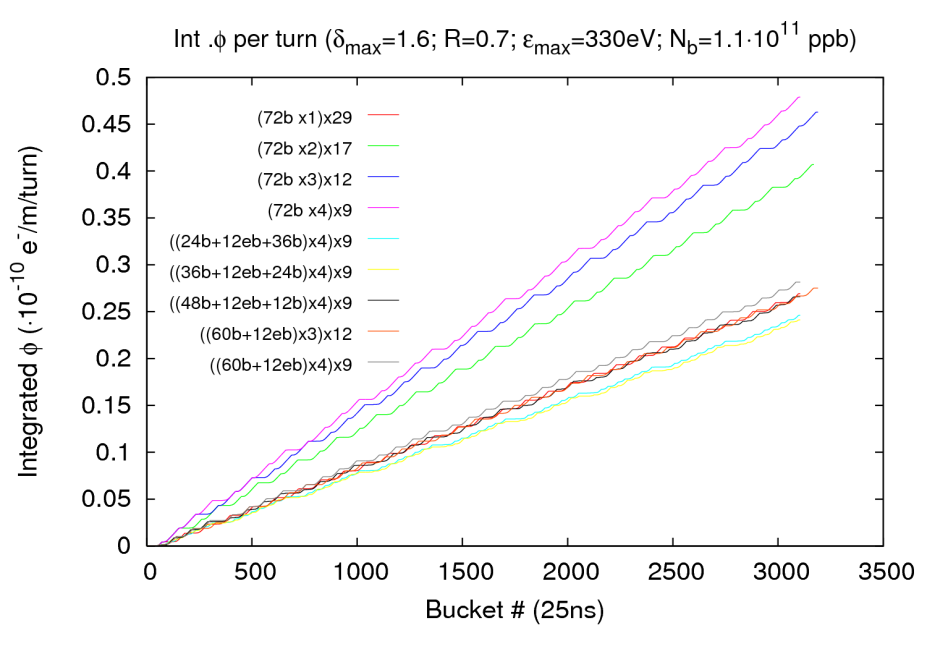 Int .ϕ per turn (δmax=1.6; R=0.7; εmax=330eV; Nb=1.1·10^11 ppb)
0.5
0.45
0.4
0.35
0.3
0.25
0.2
0.15
0.1
0.05
0
Integrated ϕ (·10^-10 e^-/m/turn)
(72b x1)x29
(72b x2)x17
(72b x3)x12
(72b x4)x9
((24b+12eb+36b)x4)x9
((36b+12eb+24b)x4)x9
((48b+12eb+12b)x4)x9
((60b+12eb)x3)x12
((60b+12eb)x4)x9
0 500 1000 1500 2000 2500 3000 3500
Bucket # (25ns)